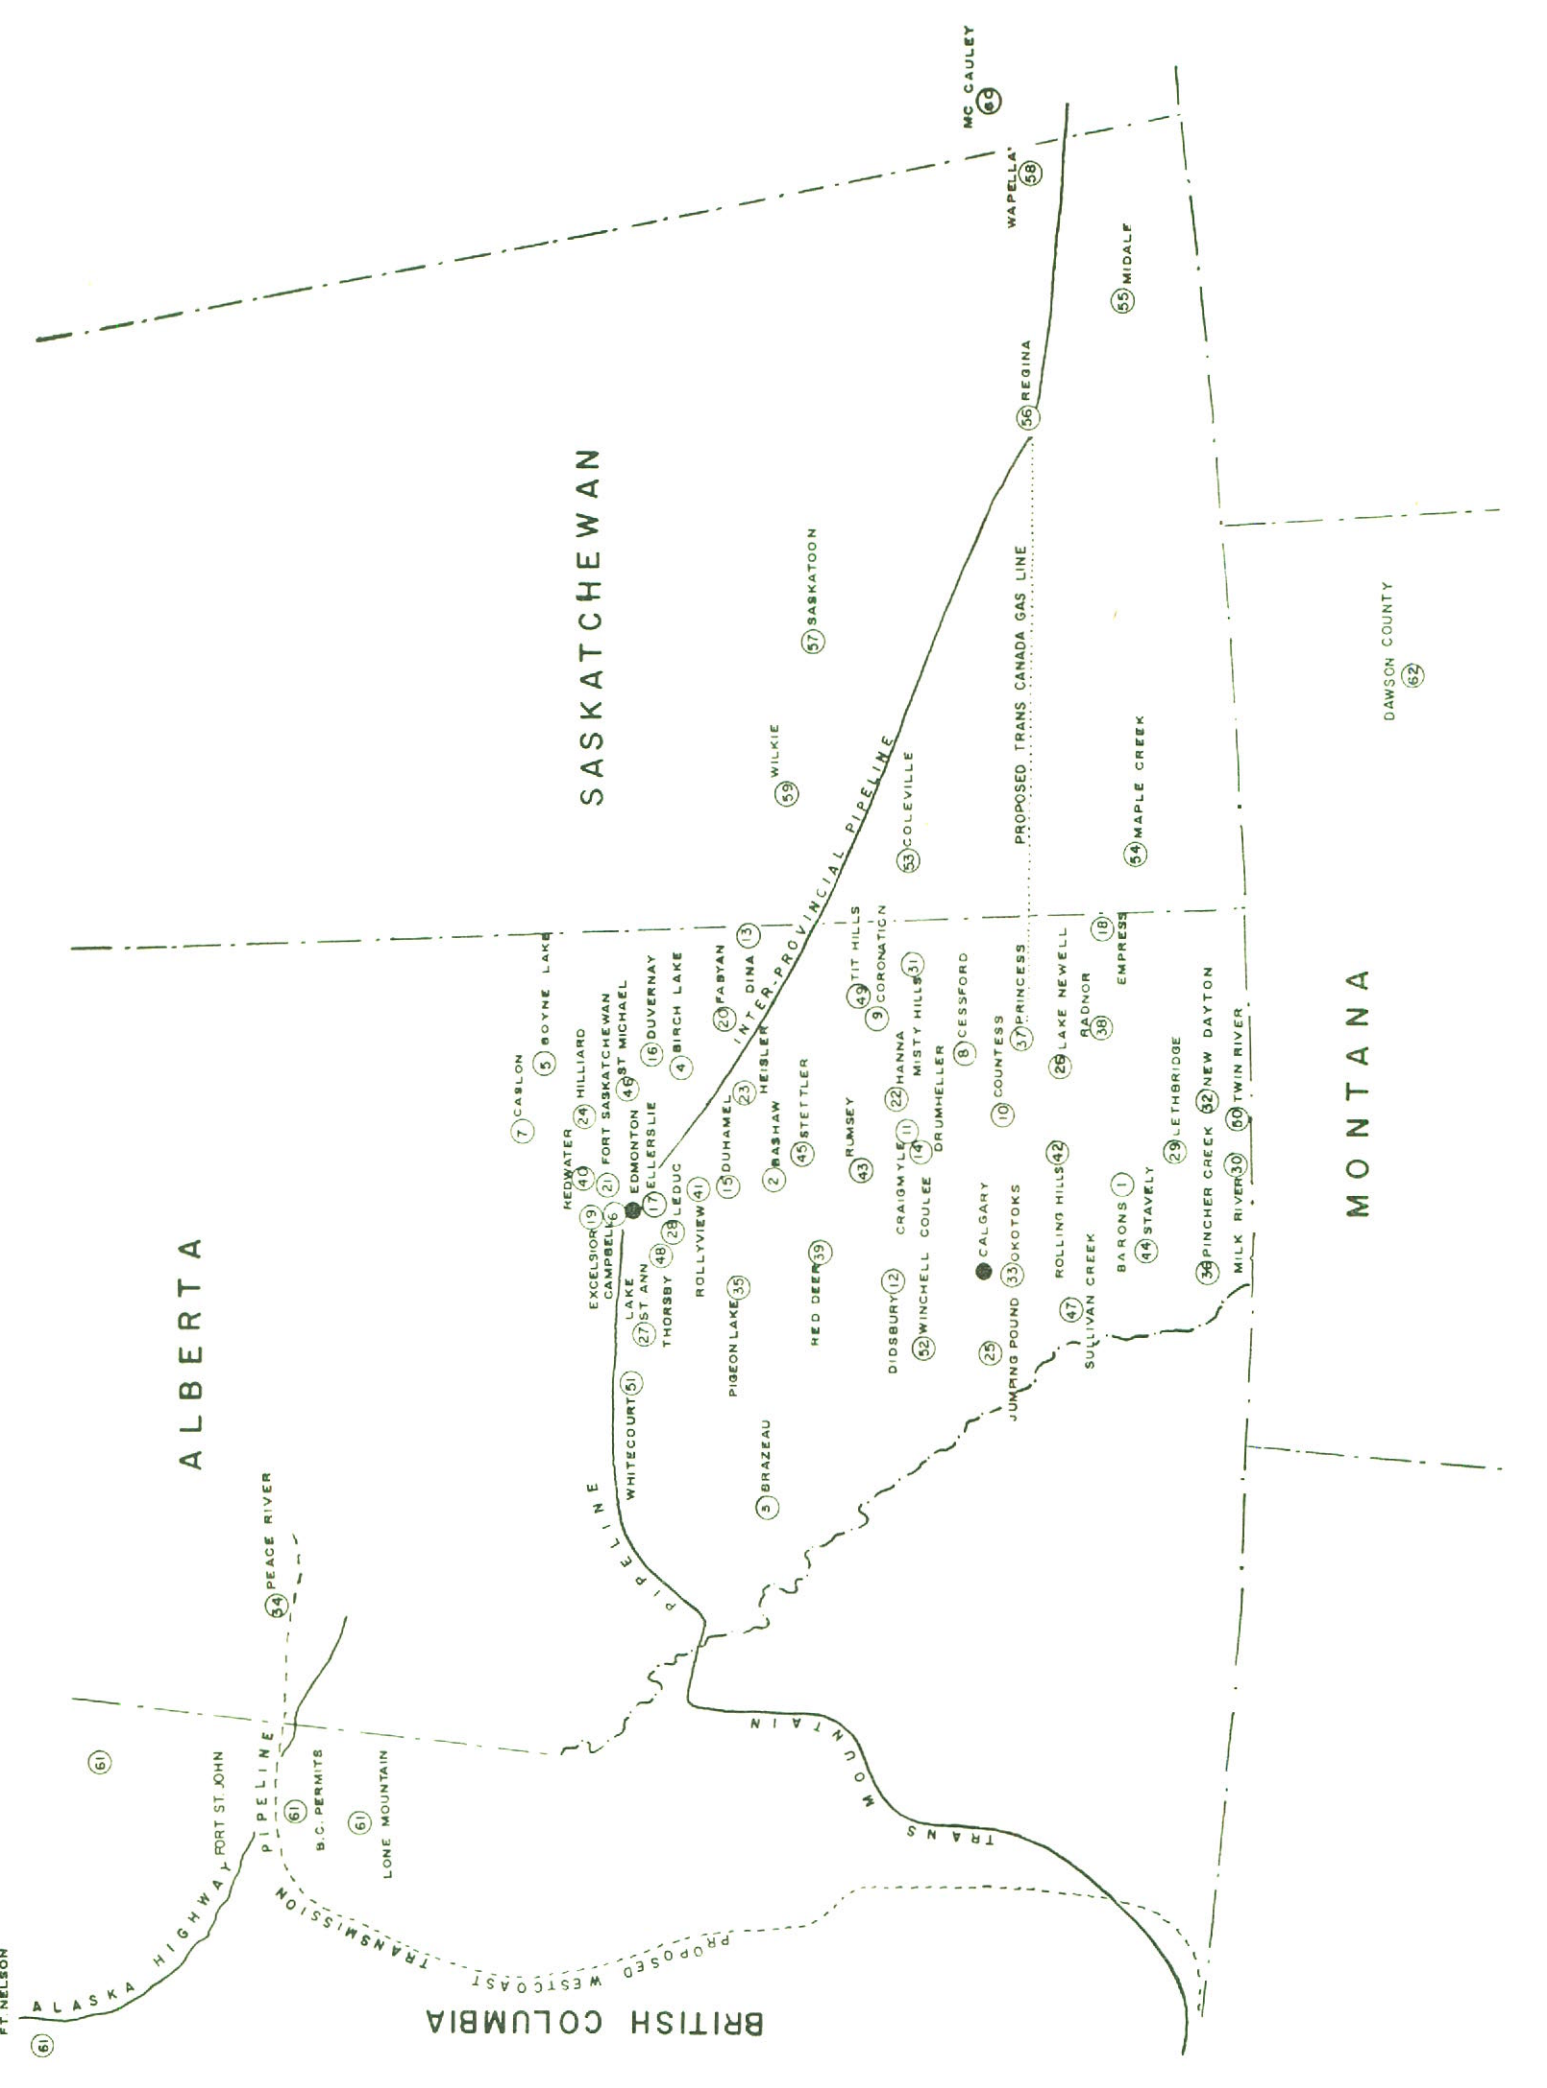 FT. NELSON
61
ALASKA HIGHWAY
FORT ST. JOHN
61
PIPELINE
61
B.C. PERMITS
61
LONE MOUNTAIN
PROPOSED WESTCOAST TRANSMISSION
BRITISH COLUMBIA
TRANS MOUNTAIN PIPELINE
ALBERTA
34 PEACE RIVER
7 CASLON
5 BOYNE LAKE
REDWATER
40
24 HILLIARD
EXCELSIOR 19
21 FORT SASKATCHEWAN
CAMPBELL 6
46 ST MICHAEL
EDMONTON
16 DUVERNAY
17 ELLERSLIE
4 BIRCH LAKE
LAKE
27 ST ANN
WHITECOURT 51
THORSBY 48
28 LEDUC
ROLLYVIEW 41
20 FABYAN
DINA 13
15 DUHAMEL
23
HEISLER
PIGEON LAKE 35
3 BRAZEAU
2 BASHAW
45 STETTLER
RED DEER 39
RUMSEY
43
49 TIT HILLS
9 CORONATION
DIDSBURY 12
CRAIGMYLE 11
22 HANNA
MISTY HILLS 31
52 WINCHELL COULEE
14
DRUMHELLER
8 CESSFORD
CALGARY
10 COUNTESS
25
JUMPING POUND
33 OKOTOKS
37 PRINCESS
ROLLING HILLS 42
26 LAKE NEWELL
47
SULLIVAN CREEK
RADNOR
38
18
EMPRESS
BARONS 1
44 STAVELY
29 LETHBRIDGE
36 PINCHER CREEK
32 NEW DAYTON
MILK RIVER 30
50 TWIN RIVER
INTER-PROVINCIAL PIPELINE
SASKATCHEWAN
59
WILKIE
57 SASKATOON
53 COLEVILLE
PROPOSED TRANS CANADA GAS LINE
54 MAPLE CREEK
56 REGINA
55 MIDALE
WAPELLA
58
MC CAULEY
60
MONTANA
DAWSON COUNTY
62